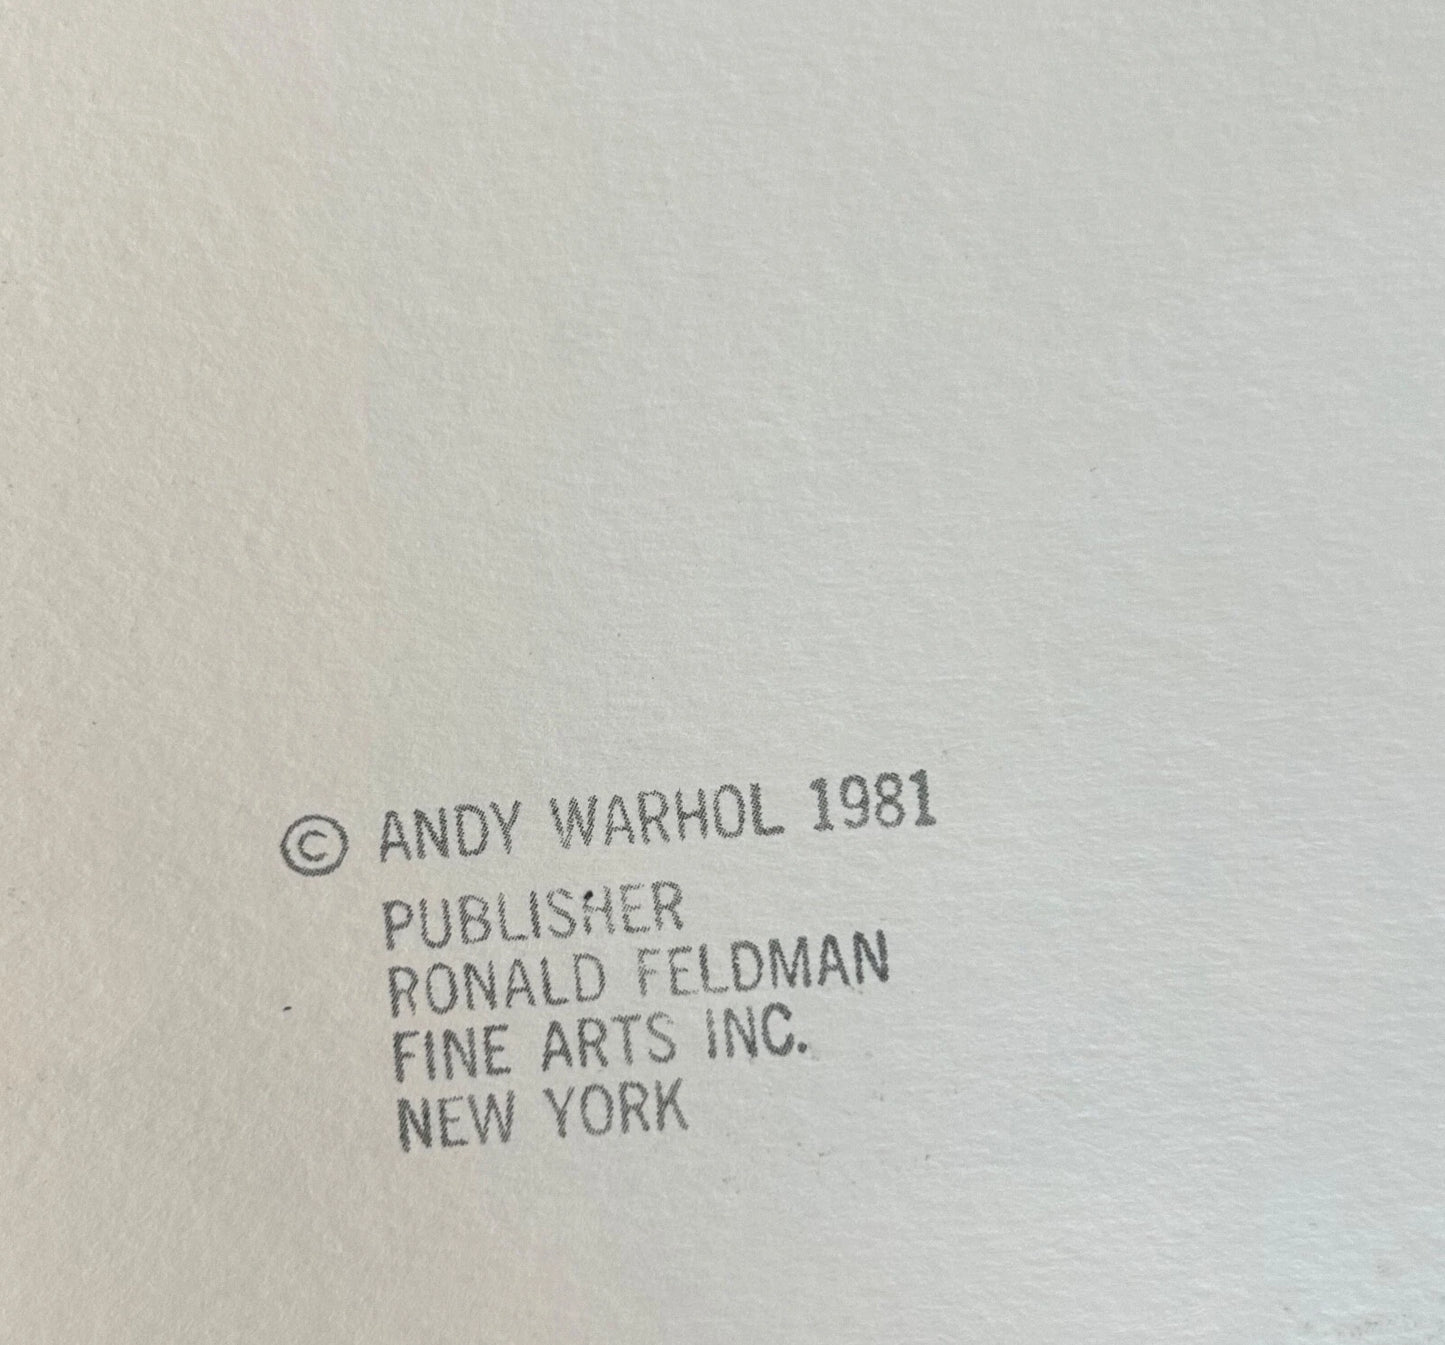 © ANDY WARHOL 1981
PUBLISHER
RONALD FELDMAN
FINE ARTS INC.
NEW YORK